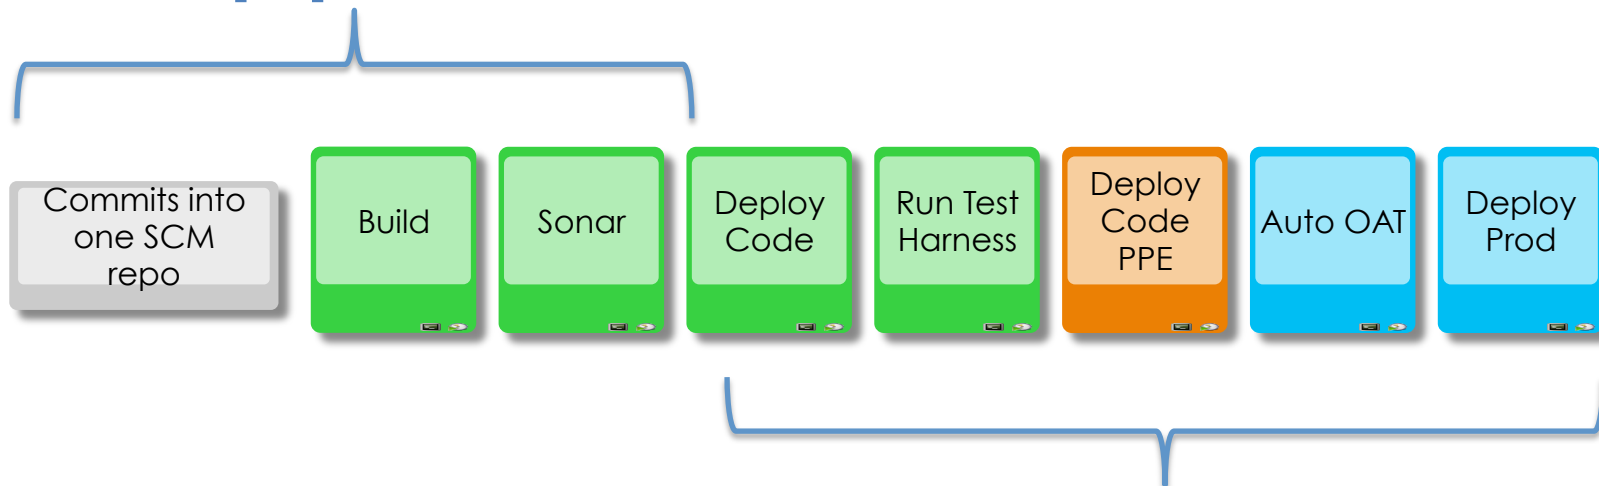 Commits into
one SCM
repo
Build
Sonar
Deploy
Code
Run Test
Harness
Deploy
Code
PPE
Auto OAT
Deploy
Prod